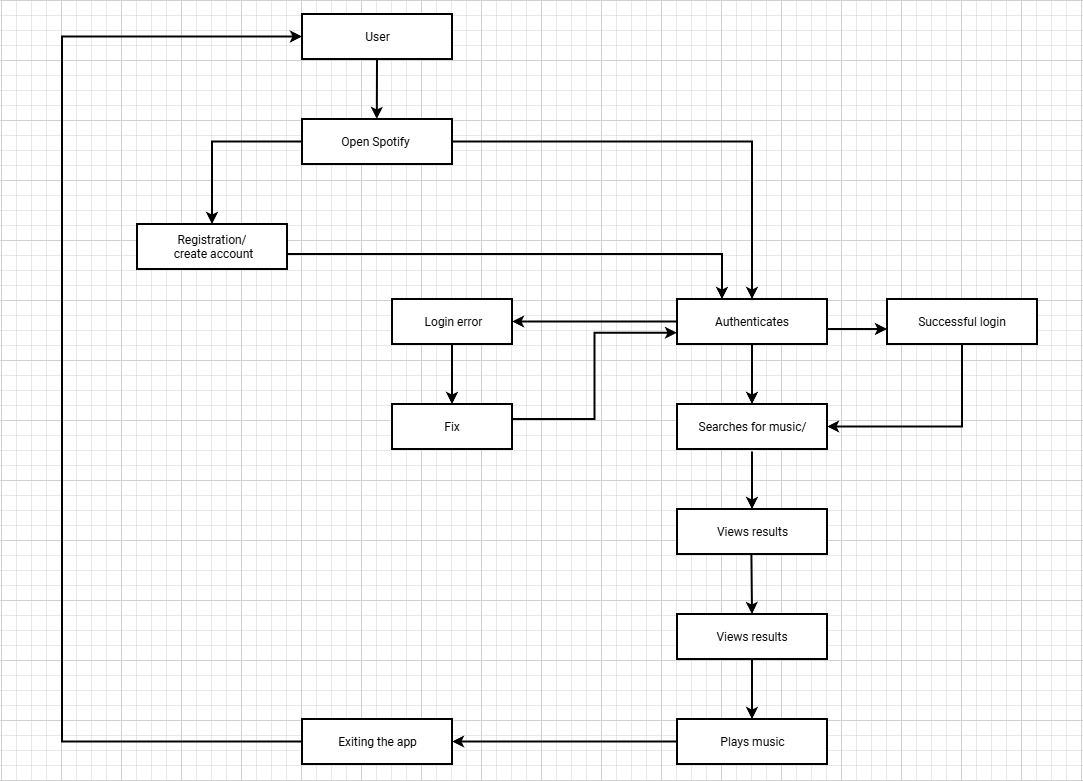 User
Open Spotify
Registration/
create account
Login error
Authenticates
Successful login
Fix
Searches for music/
Views results
Views results
Exiting the app
Plays music